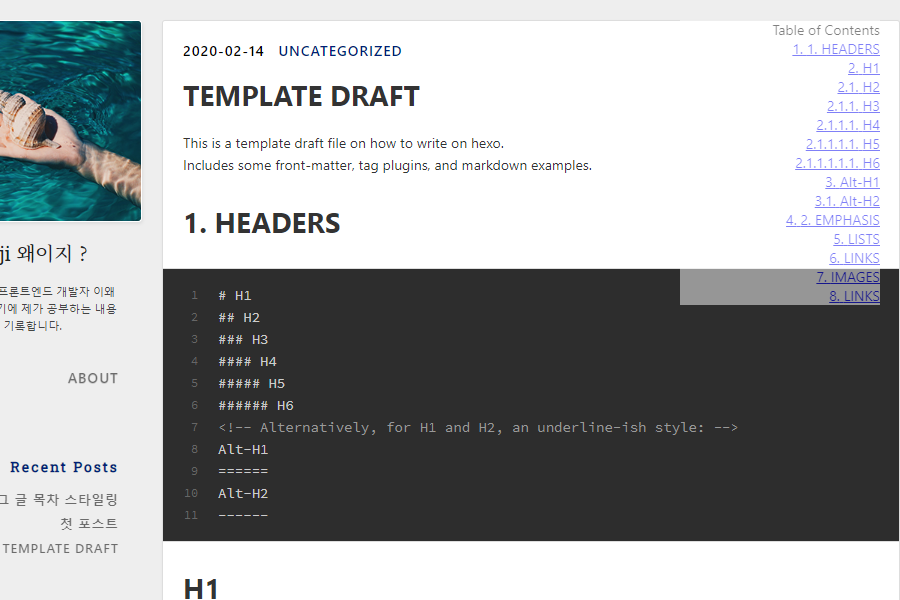 ji 왜이지 ?
프론트엔드 개발자 이왜
기에 제가 공부하는 내용
기록합니다.
ABOUT
Recent Posts
그 글 목차 스타일링
첫 포스트
TEMPLATE DRAFT
2020-02-14 UNCATEGORIZED
TEMPLATE DRAFT
This is a template draft file on how to write on hexo.
Includes some front-matter, tag plugins, and markdown examples.
1. HEADERS
1 # H1
2 ## H2
3 ### H3
4 #### H4
5 ##### H5
6 ###### H6
7 <!-- Alternatively, for H1 and H2, an underline-ish style: -->
8 Alt-H1
9 ======
10 Alt-H2
11 ------
H1
Table of Contents
1. 1. HEADERS
2. H1
2.1. H2
2.1.1. H3
2.1.1.1. H4
2.1.1.1.1. H5
2.1.1.1.1.1. H6
3. Alt-H1
3.1. Alt-H2
4. 2. EMPHASIS
5. LISTS
6. LINKS
7. IMAGES
8. LINKS